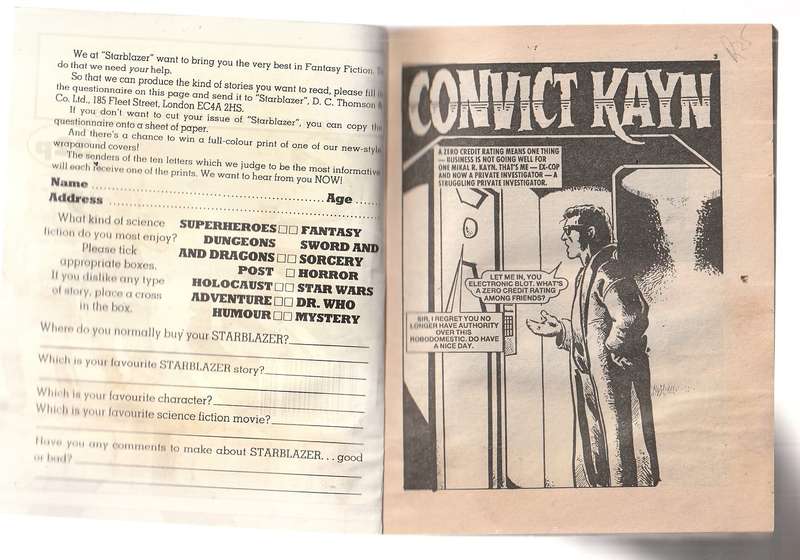 We at "Starblazer" want to bring you the very best in Fantasy Fiction. To
do that we need your help.
So that we can produce the kind of stories you want to read, please fill in
the questionnaire on this page and send it to "Starblazer", D. C. Thomson &
Co. Ltd., 185 Fleet Street, London EC4A 2HS.
If you don't want to cut your issue of "Starblazer", you can copy the
questionnaire onto a sheet of paper.
And there's a chance to win a full-colour print of one of our new-style
wraparound covers!
The senders of the ten letters which we judge to be the most informative
will each receive one of the prints. We want to hear from you NOW!
Name ........................................ Age .....
Address ........................................
What kind of science
fiction do you most enjoy?
Please tick
appropriate boxes.
If you dislike any type
of story, place a cross
in the box.
SUPERHEROES □□ FANTASY
DUNGEONS SWORD AND
AND DRAGONS □□ SORCERY
POST □ HORROR
HOLOCAUST □□ STAR WARS
ADVENTURE □□ DR. WHO
HUMOUR □□ MYSTERY
Where do you normally buy your STARBLAZER?
Which is your favourite STARBLAZER story?
Which is your favourite character?
Which is your favourite science fiction movie?
Have you any comments to make about STARBLAZER... good
or bad?
3
CONVICT KAYN
A ZERO CREDIT RATING MEANS ONE THING
— BUSINESS IS NOT GOING WELL FOR
ONE MIKAL R. KAYN. THAT'S ME — EX-COP
AND NOW A PRIVATE INVESTIGATOR — A
STRUGGLING PRIVATE INVESTIGATOR.
LET ME IN, YOU
ELECTRONIC BLOT. WHAT'S
A ZERO CREDIT RATING
AMONG FRIENDS?
SIR, I REGRET YOU NO
LONGER HAVE AUTHORITY
OVER THIS
ROBODOMESTIC. DO HAVE
A NICE DAY.